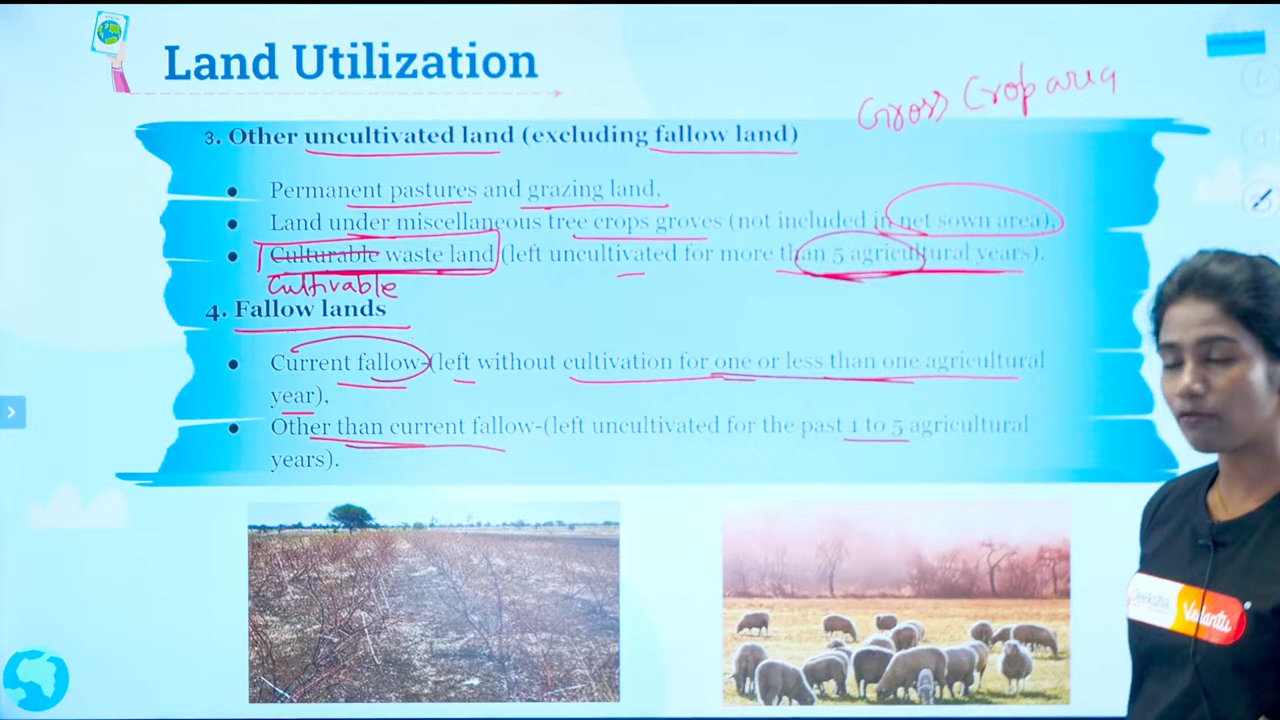 Land Utilization
Gross Crop area
3. Other uncultivated land (excluding fallow land)
Permanent pastures and grazing land,
Land under miscellaneous tree crops groves (not included in net sown area),
Culturable waste land (left uncultivated for more than 5 agricultural years).
Cultivable
4. Fallow lands
Current fallow-(left without cultivation for one or less than one agricultural
year),
Other than current fallow-(left uncultivated for the past 1 to 5 agricultural
years).
Vedantu